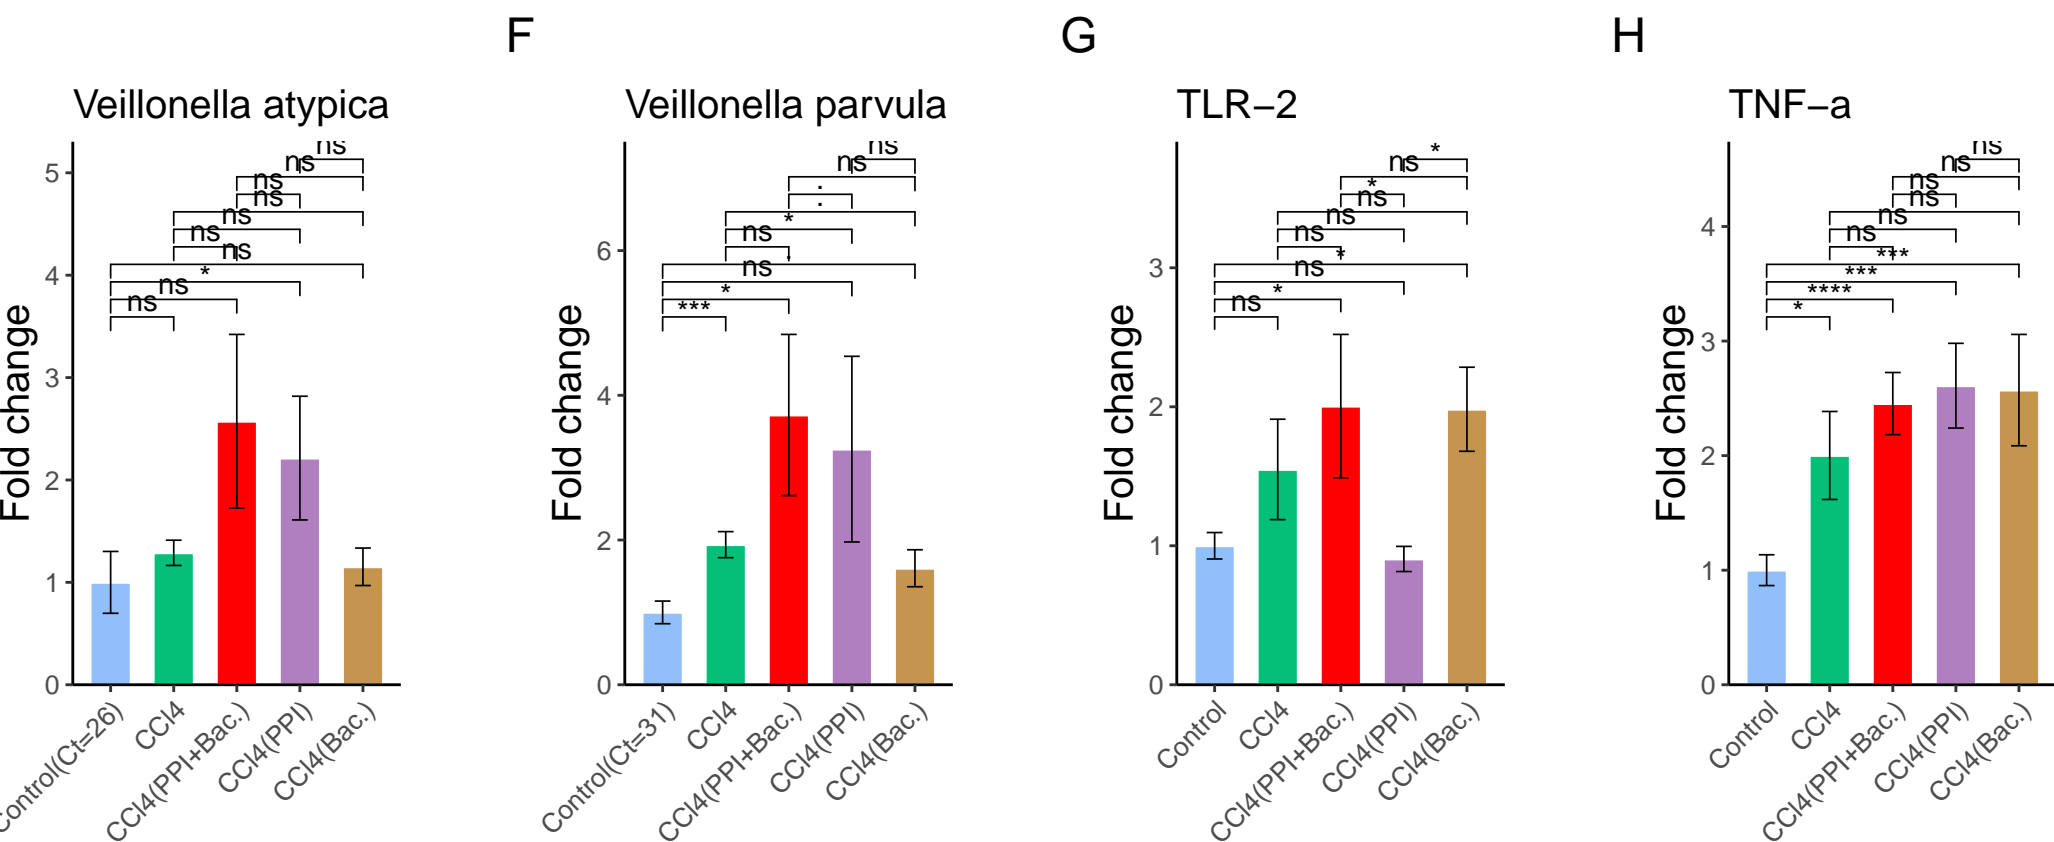 F
G
H
Veillonella atypica
Fold change
5
4
3
2
1
0
ns
ns
ns
ns
ns
ns
ns
*
ns
ns
Control(Ct=26)
CCl4
CCl4(PPI+Bac.)
CCl4(PPI)
CCl4(Bac.)
Veillonella parvula
Fold change
6
4
2
0
ns
ns
.
.
*
ns
.
ns
*
***
Control(Ct=31)
CCl4
CCl4(PPI+Bac.)
CCl4(PPI)
CCl4(Bac.)
TLR−2
Fold change
3
2
1
0
*
ns
*
ns
ns
ns
*
ns
*
ns
Control
CCl4
CCl4(PPI+Bac.)
CCl4(PPI)
CCl4(Bac.)
TNF−a
Fold change
4
3
2
1
0
ns
ns
ns
ns
ns
ns
***
***
****
*
Control
CCl4
CCl4(PPI+Bac.)
CCl4(PPI)
CCl4(Bac.)